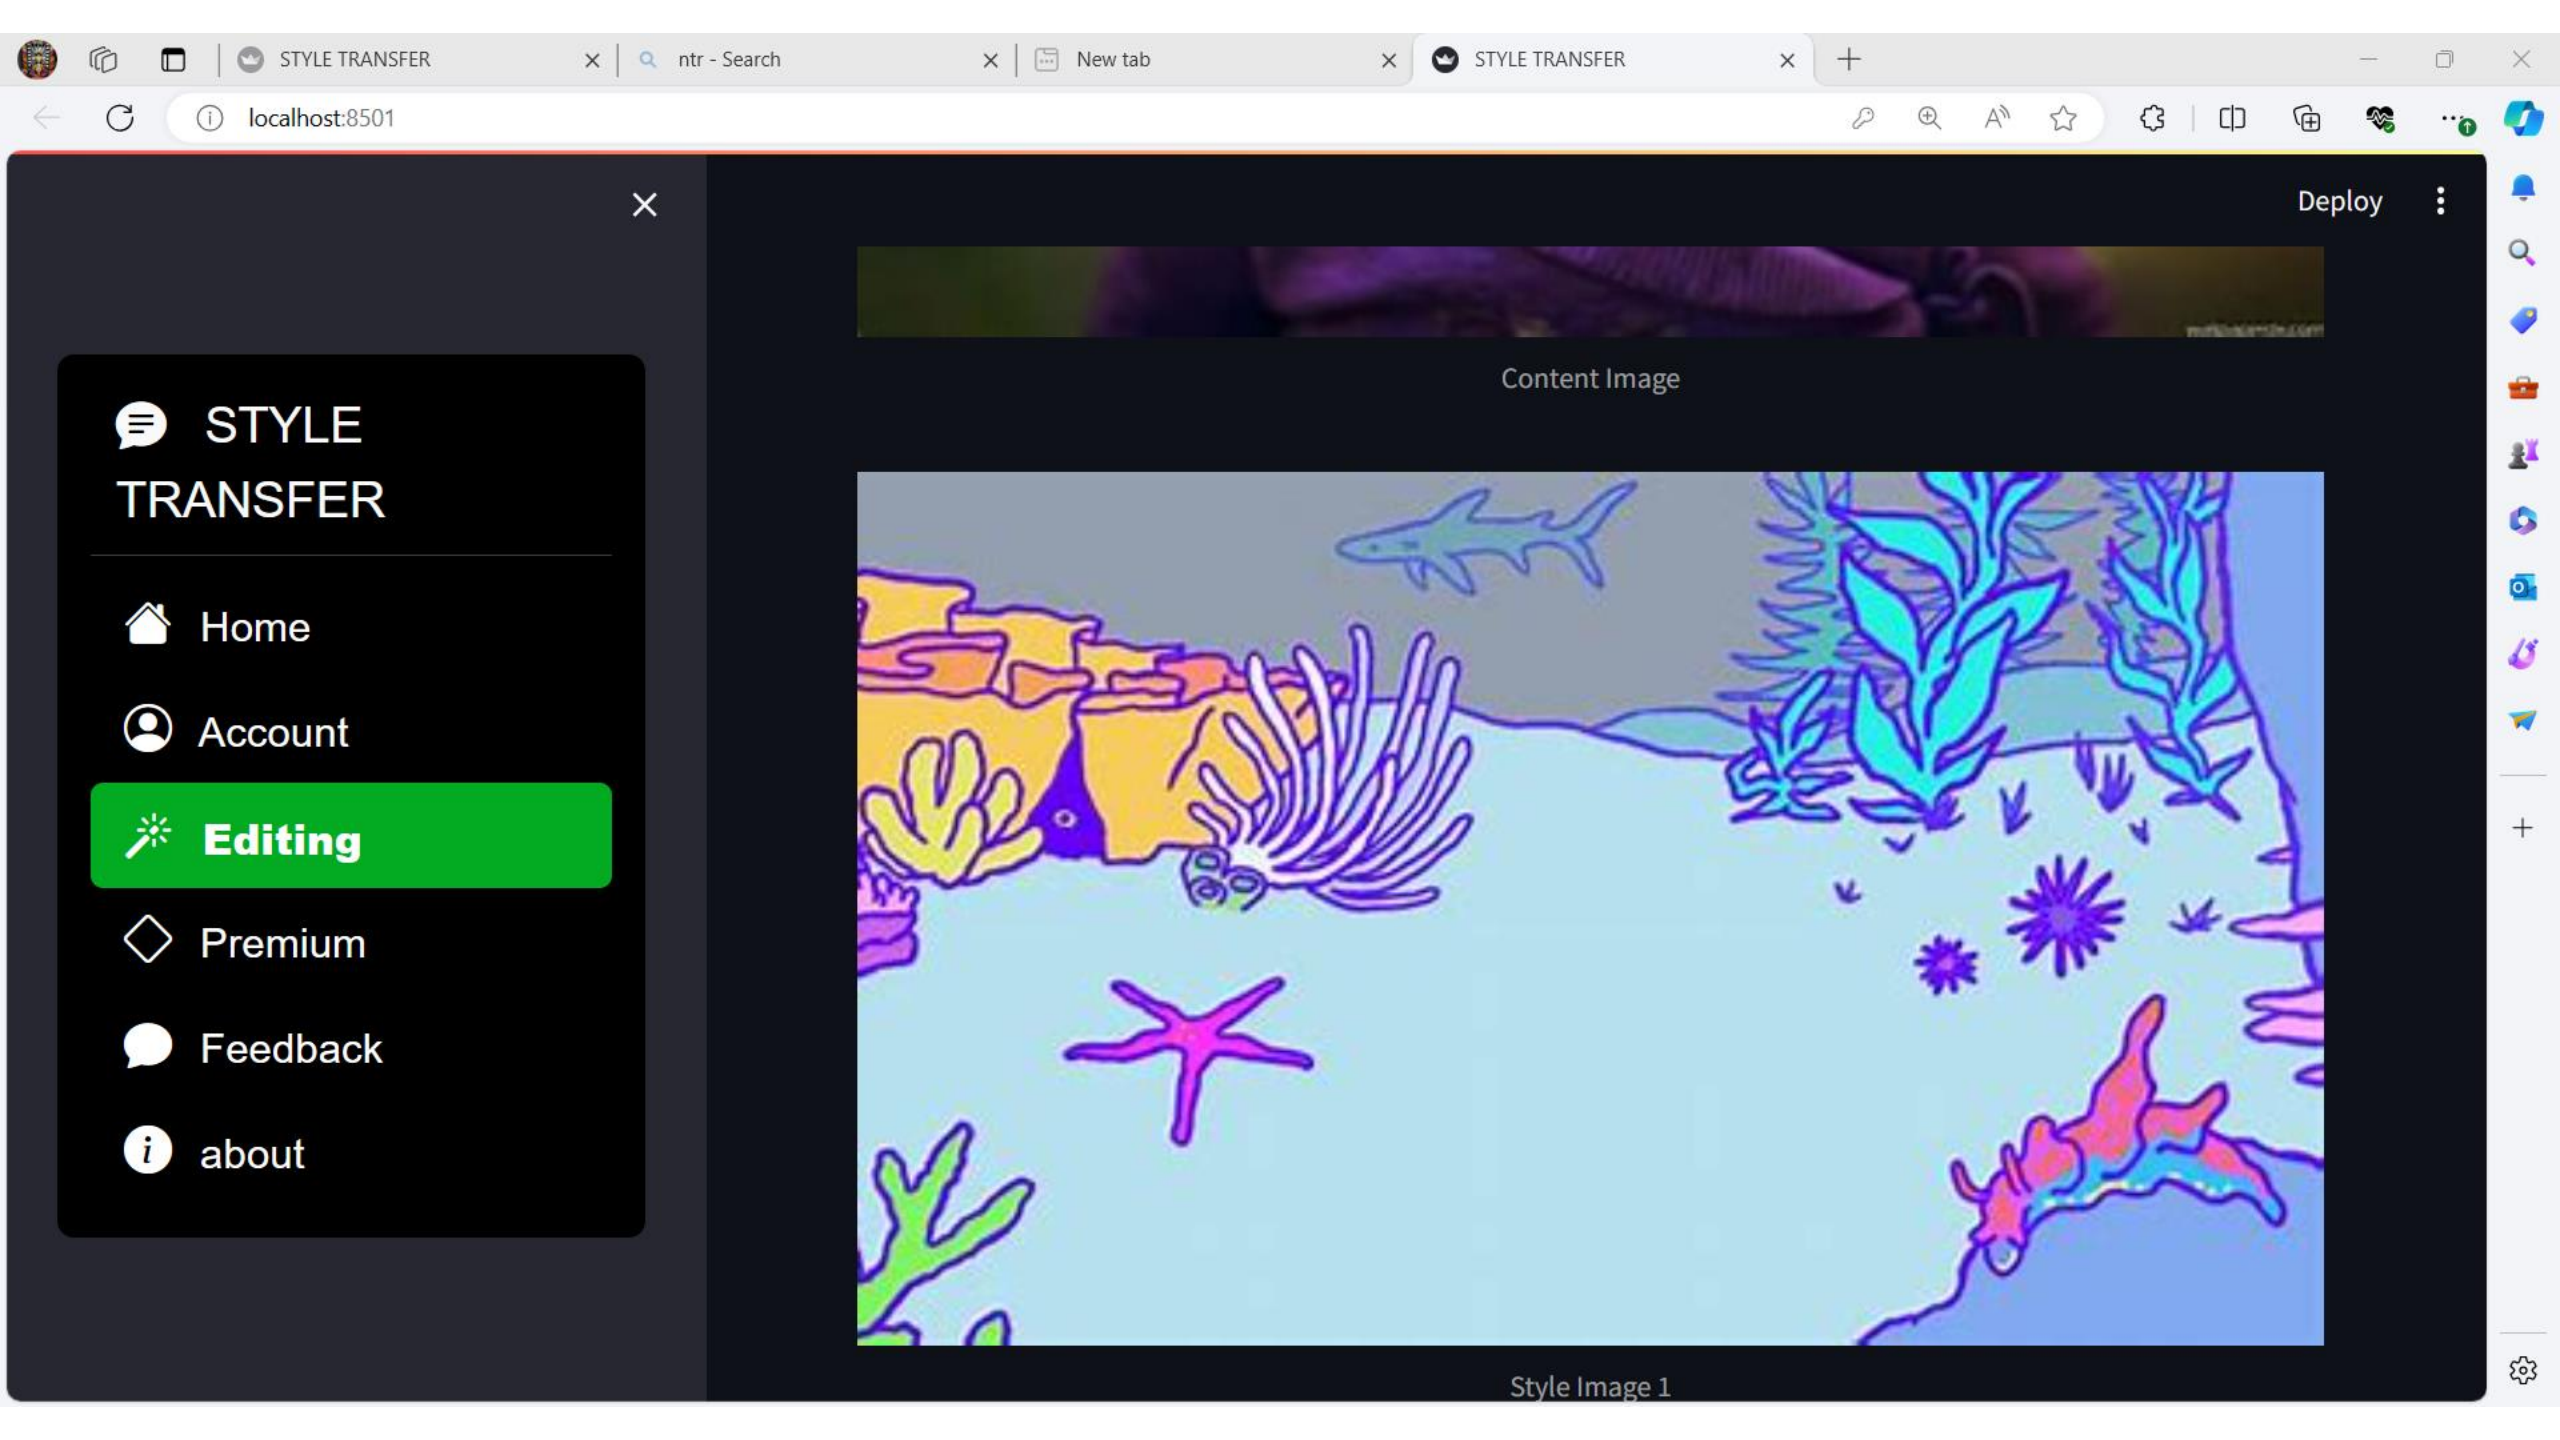 STYLE TRANSFER
ntr - Search
New tab
STYLE TRANSFER
localhost:8501
Deploy
Content Image
STYLE
TRANSFER
Home
Account
Editing
Premium
Feedback
about
Style Image 1